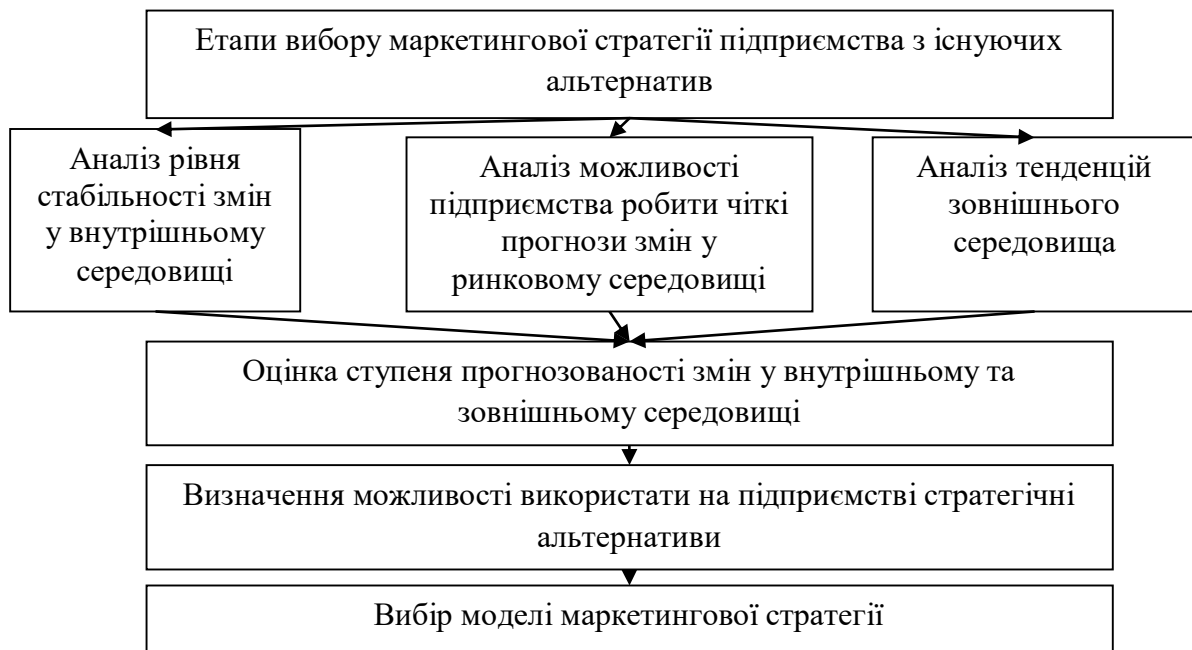 Етапи вибору маркетингової стратегії підприємства з існуючих
альтернатив
Аналіз рівня
стабільності змін
у внутрішньому
середовищі
Аналіз можливості
підприємства робити чіткі
прогнози змін у
ринковому середовищі
Аналіз тенденцій
зовнішнього
середовища
Оцінка ступеня прогнозованості змін у внутрішньому та
зовнішньому середовищі
Визначення можливості використати на підприємстві стратегічні
альтернативи
Вибір моделі маркетингової стратегії